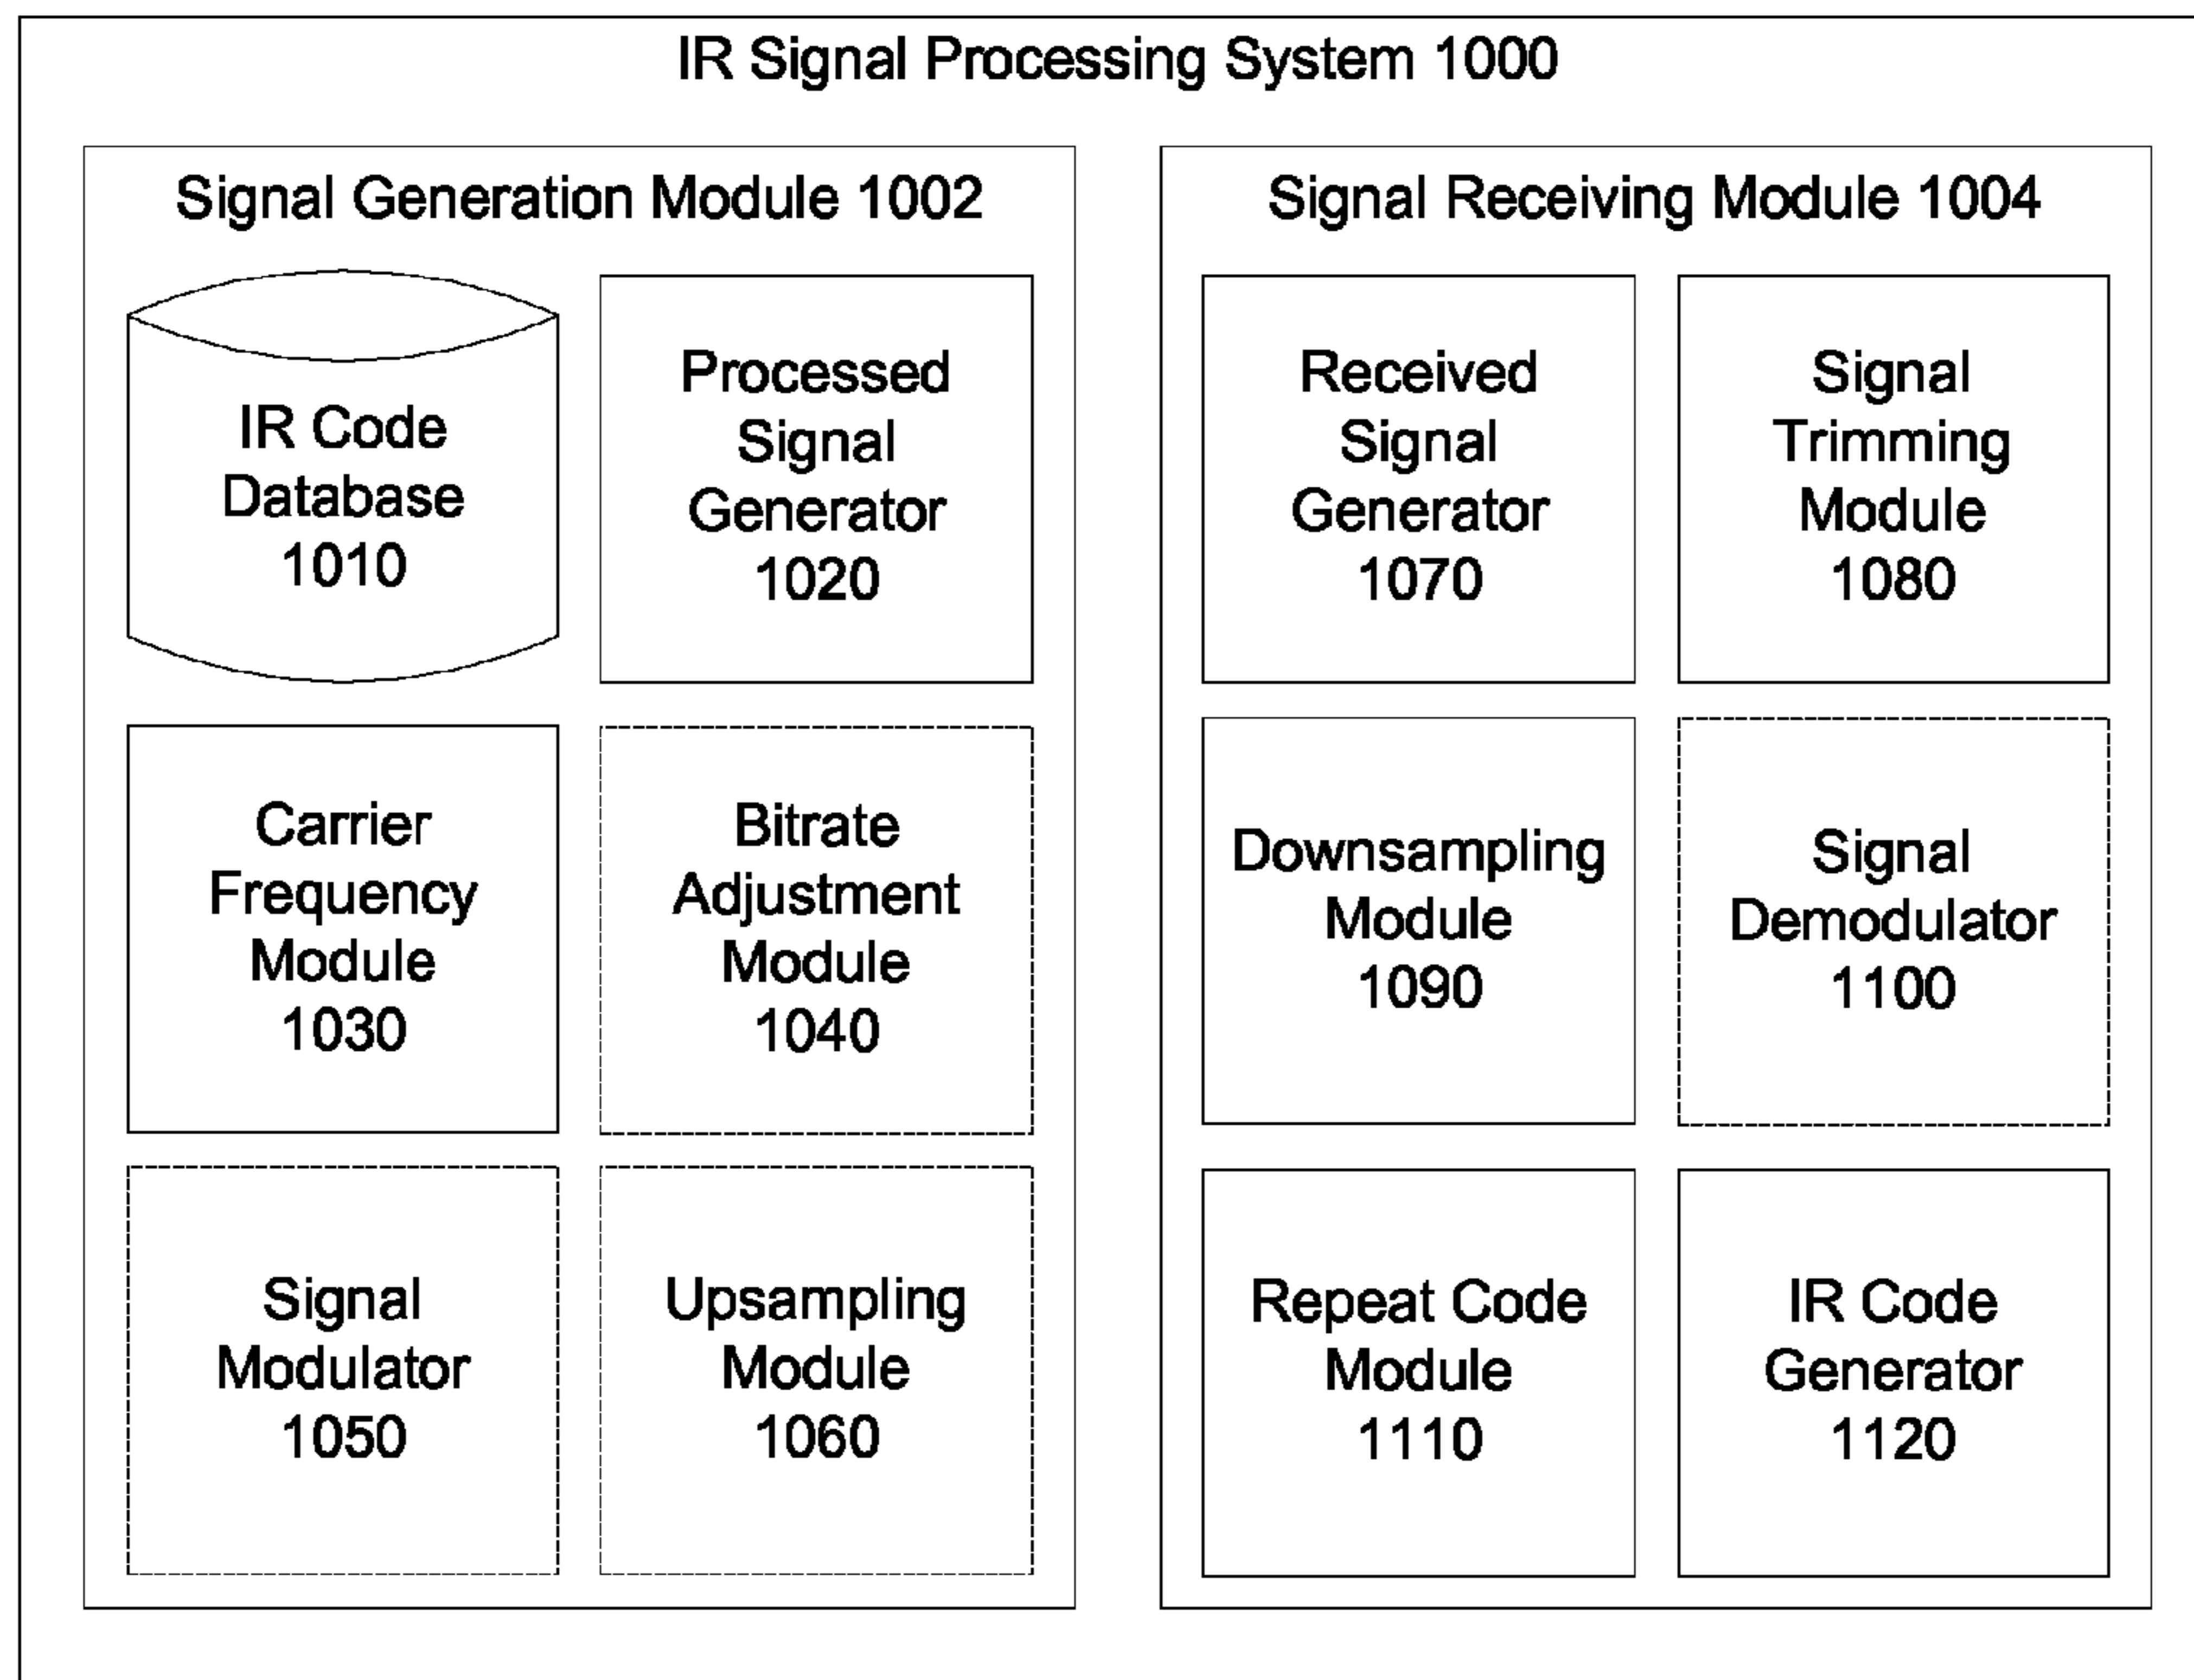 IR Signal Processing System 1000
Signal Generation Module 1002
IR Code
Database
1010
Processed
Signal
Generator
1020
Carrier
Frequency
Module
1030
Bitrate
Adjustment
Module
1040
Signal
Modulator
1050
Upsampling
Module
1060
Signal Receiving Module 1004
Received
Signal
Generator
1070
Signal
Trimming
Module
1080
Downsampling
Module
1090
Signal
Demodulator
1100
Repeat Code
Module
1110
IR Code
Generator
1120